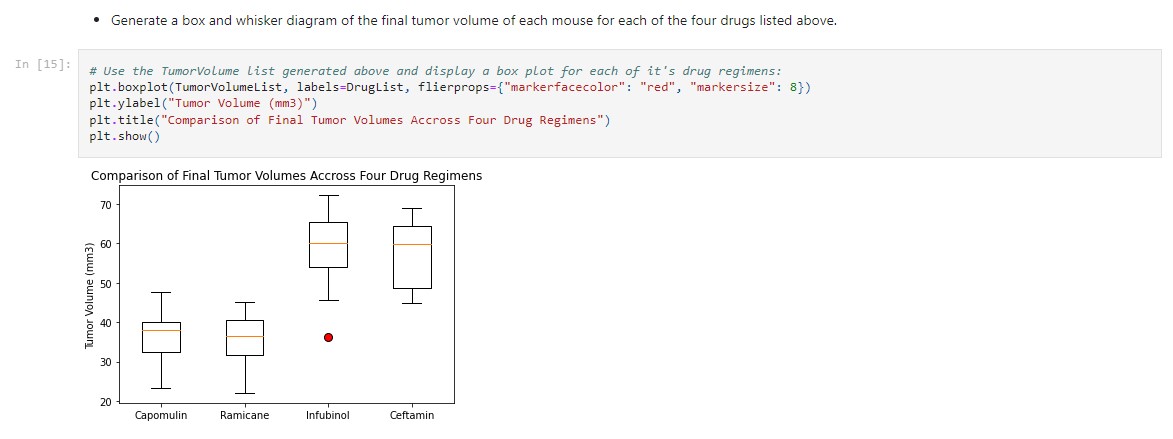 • Generate a box and whisker diagram of the final tumor volume of each mouse for each of the four drugs listed above.
In [15]:
# Use the TumorVolume list generated above and display a box plot for each of it's drug regimens:
plt.boxplot(TumorVolumeList, labels=DrugList, flierprops={"markerfacecolor": "red", "markersize": 8})
plt.ylabel("Tumor Volume (mm3)")
plt.title("Comparison of Final Tumor Volumes Accross Four Drug Regimens")
plt.show()
Comparison of Final Tumor Volumes Accross Four Drug Regimens
Tumor Volume (mm3)
70
60
50
40
30
20
Capomulin Ramicane Infubinol Ceftamin